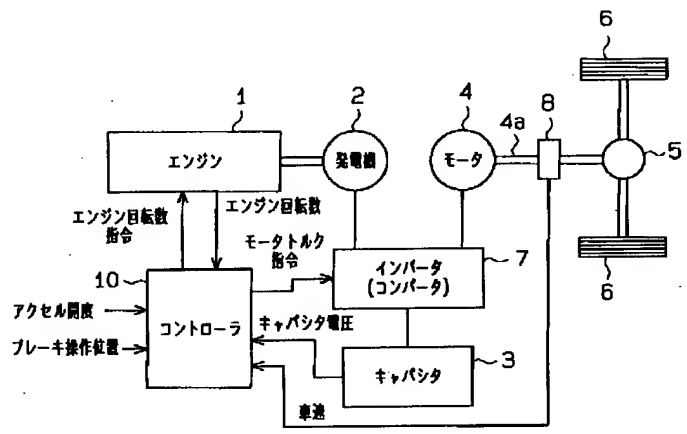 6
1
2
4
4a
8
エンジン
発電機
モータ
5
エンジン回転数
指令
エンジン回転数
モータトルク
指令
インバータ
(コンバータ)
7
6
10
アクセル開度
コントローラ
キャパシタ電圧
ブレーキ操作位置
キャパシタ
3
車速